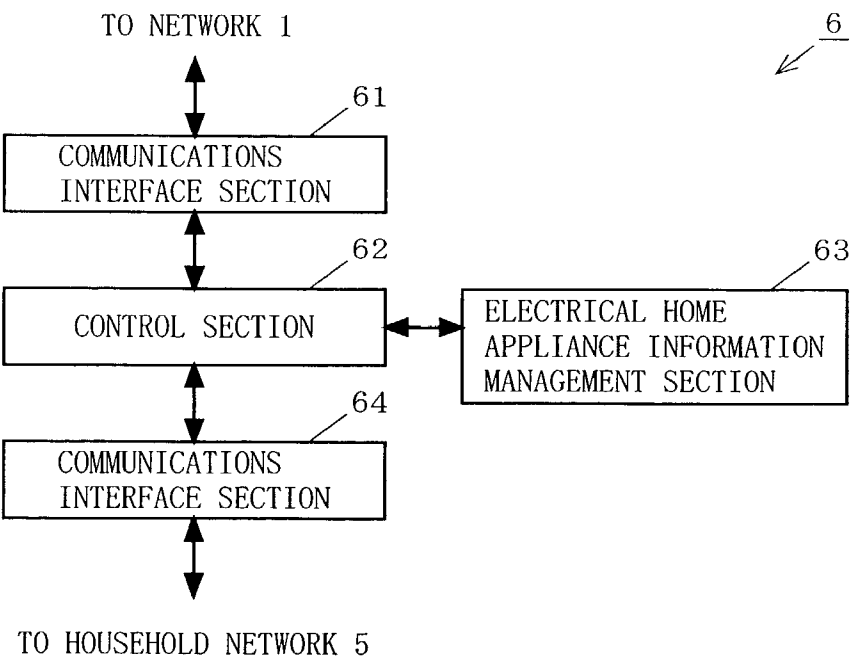 TO NETWORK 1
6
61
COMMUNICATIONS
INTERFACE SECTION
62
CONTROL SECTION
63
ELECTRICAL HOME
APPLIANCE INFORMATION
MANAGEMENT SECTION
64
COMMUNICATIONS
INTERFACE SECTION
TO HOUSEHOLD NETWORK 5